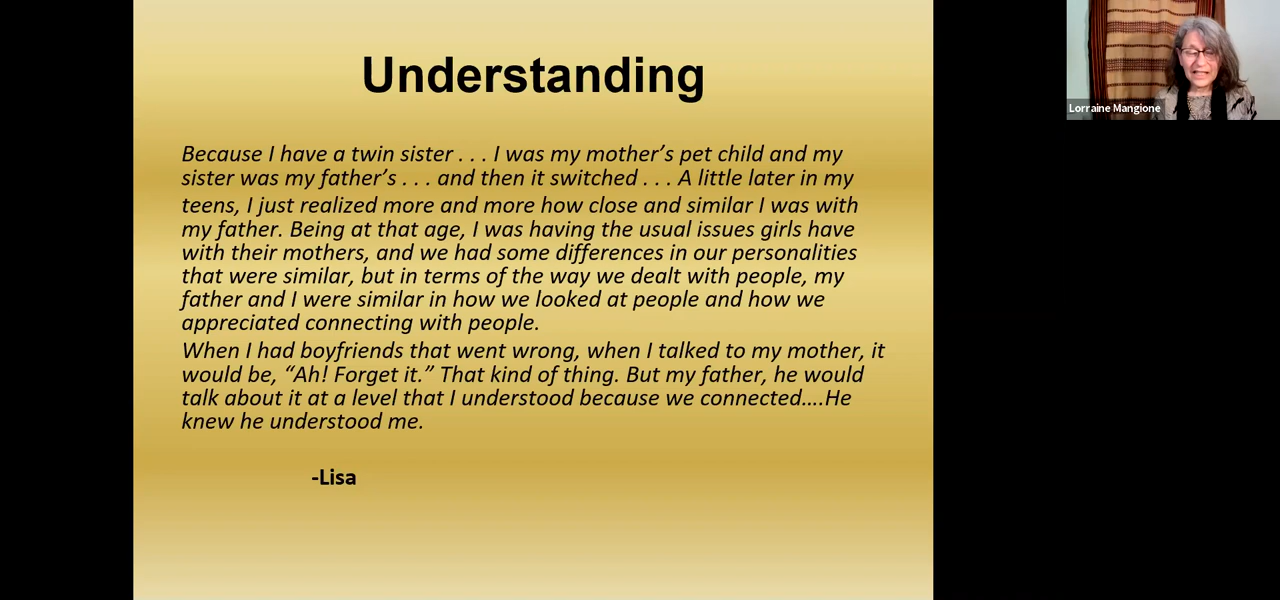 Understanding
Because I have a twin sister . . . I was my mother’s pet child and my
sister was my father’s . . . and then it switched . . . A little later in my
teens, I just realized more and more how close and similar I was with
my father. Being at that age, I was having the usual issues girls have
with their mothers, and we had some differences in our personalities
that were similar, but in terms of the way we dealt with people, my
father and I were similar in how we looked at people and how we
appreciated connecting with people.
When I had boyfriends that went wrong, when I talked to my mother, it
would be, “Ah! Forget it.” That kind of thing. But my father, he would
talk about it at a level that I understood because we connected….He
knew he understood me.
-Lisa
Lorraine Mangione